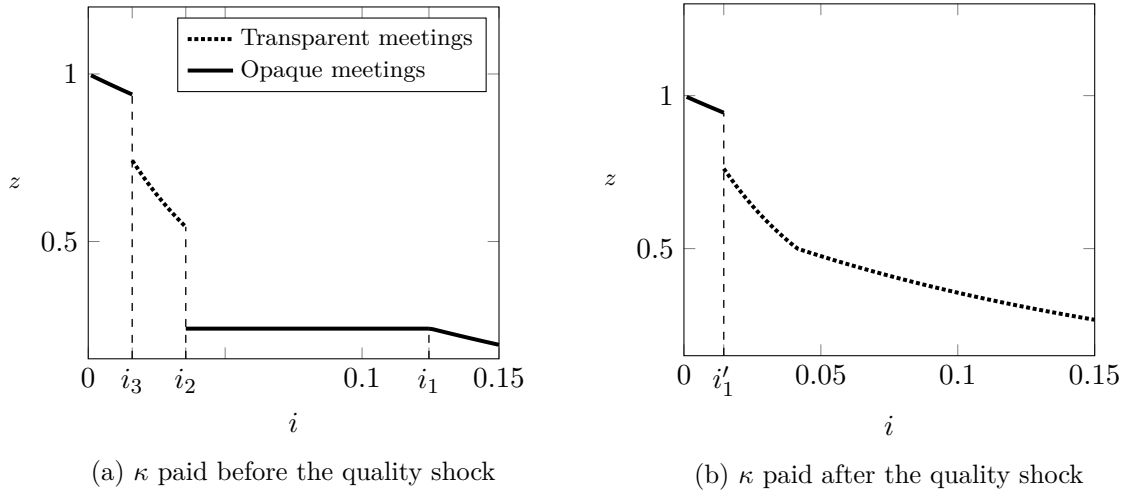 Transparent meetings
Opaque meetings
1
0.5
z
0 i₃ i₂ 0.1 i₁ 0.15
i
(a) κ paid before the quality shock
1
0.5
z
0 i′₁ 0.05 0.1 0.15
i
(b) κ paid after the quality shock